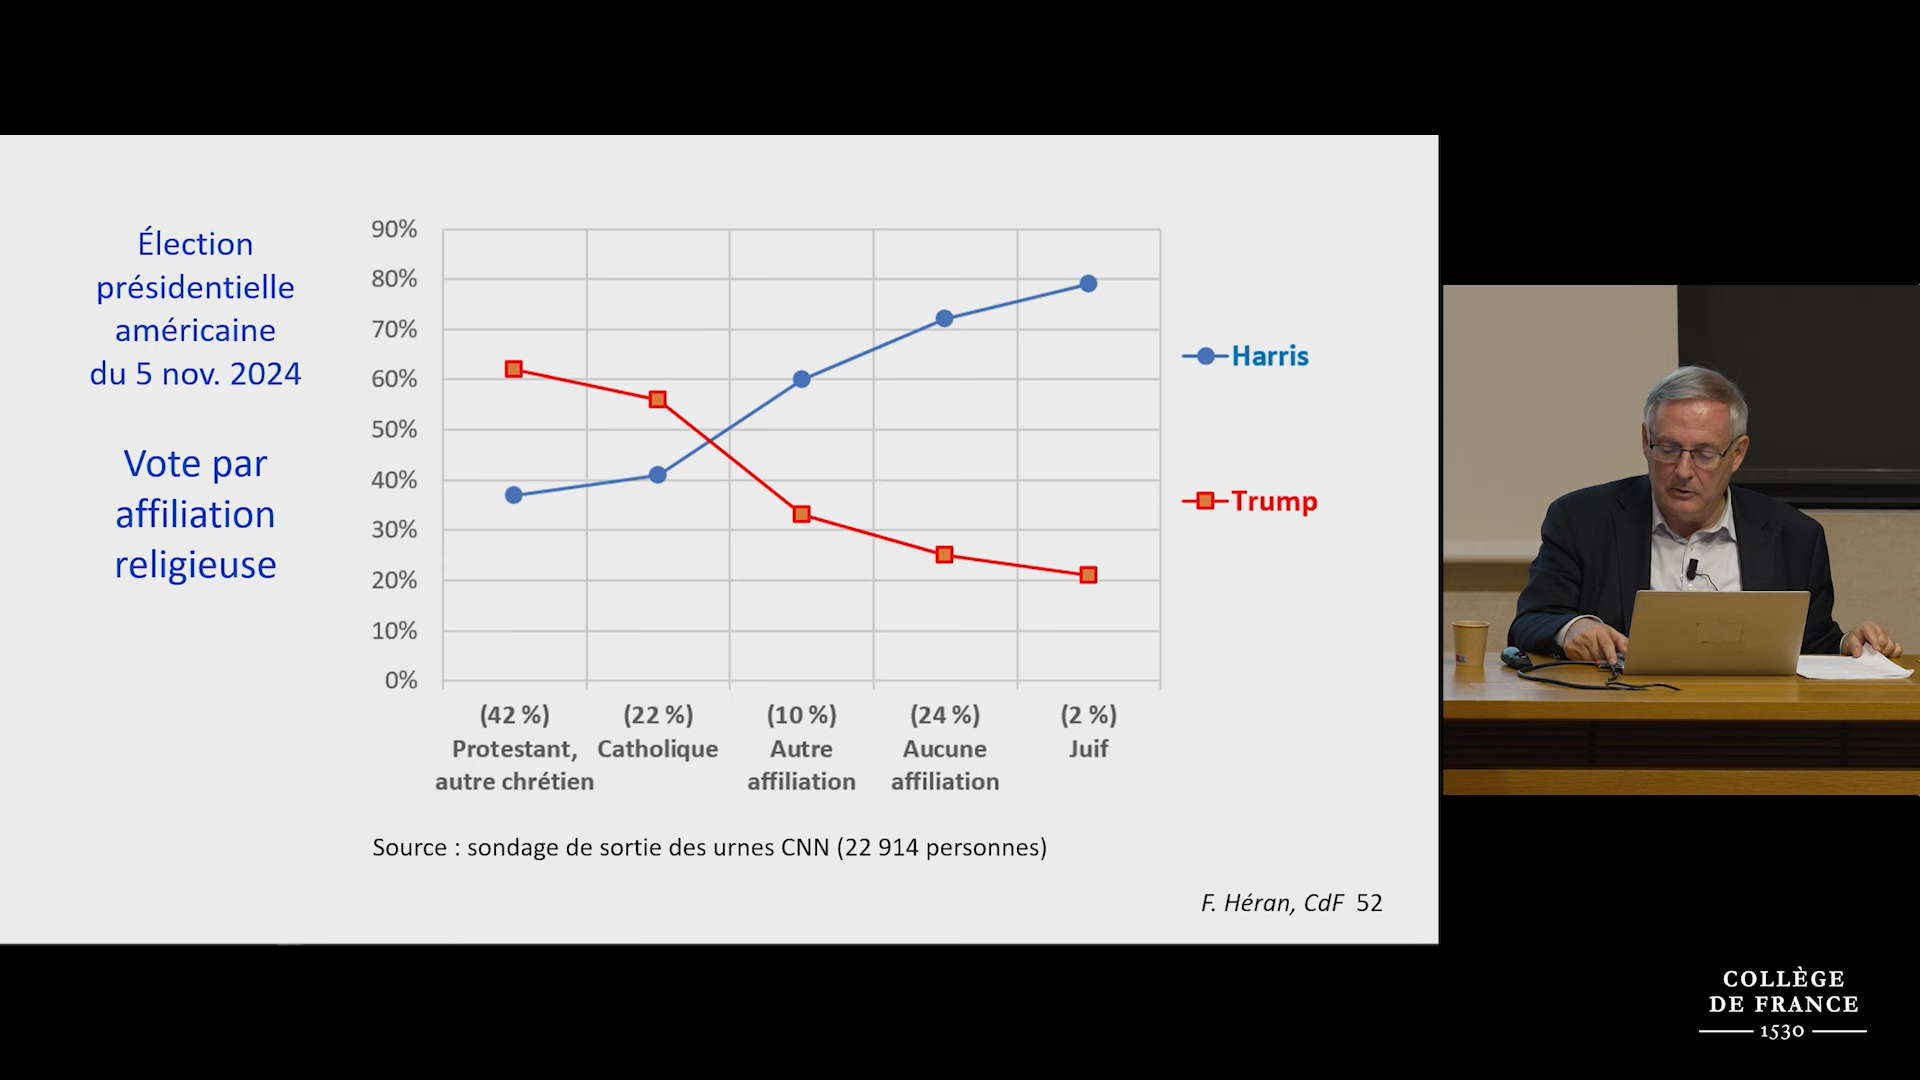 Élection
présidentielle
américaine
du 5 nov. 2024
Vote par
affiliation
religieuse
90%
80%
70%
60%
50%
40%
30%
20%
10%
0%
(42 %)
Protestant,
autre chrétien
(22 %)
Catholique
(10 %)
Autre
affiliation
(24 %)
Aucune
affiliation
(2 %)
Juif
Harris
Trump
Source : sondage de sortie des urnes CNN (22 914 personnes)
F. Héran, CdF 52
COLLÈGE
DE FRANCE
1530